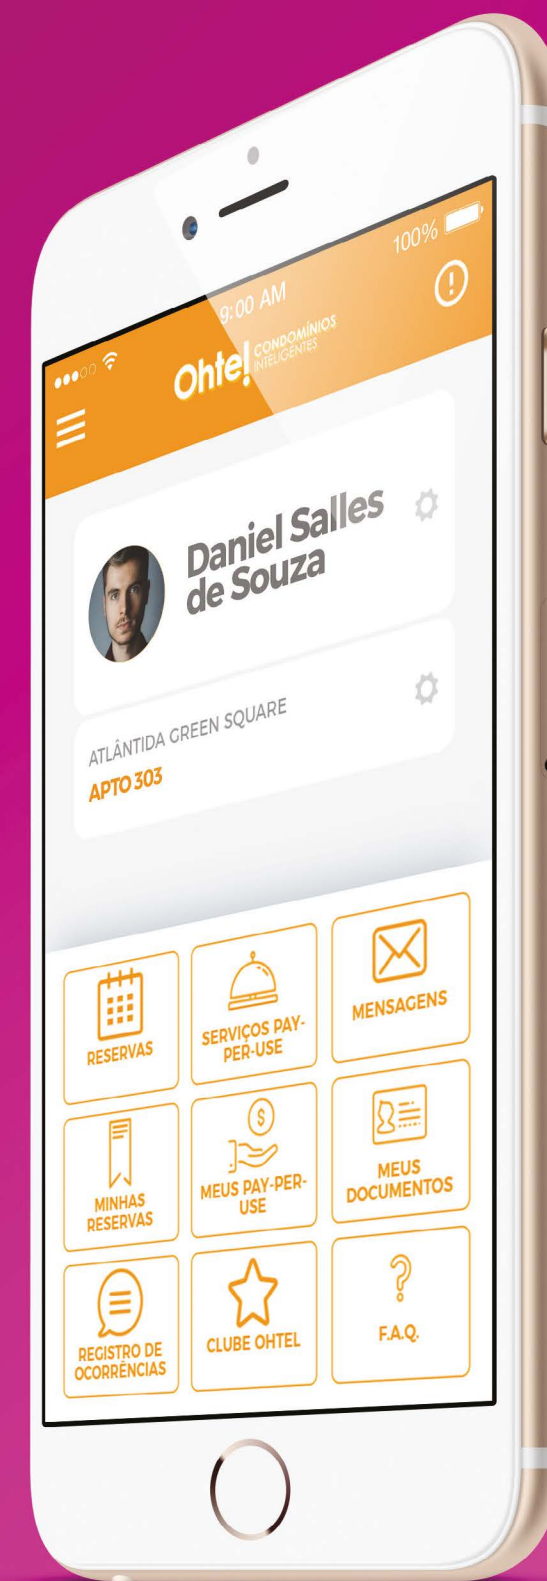 100%
9:00 AM
Ohtel! CONDOMÍNIOS
INTELIGENTES
Daniel Salles
de Souza
ATLÂNTIDA GREEN SQUARE
APTO 303
RESERVAS
SERVIÇOS PAY-
PER-USE
MENSAGENS
MINHAS
RESERVAS
$
MEUS PAY-PER-
USE
MEUS
DOCUMENTOS
REGISTRO DE
OCORRÊNCIAS
CLUBE OHTEL
?
F.A.Q.